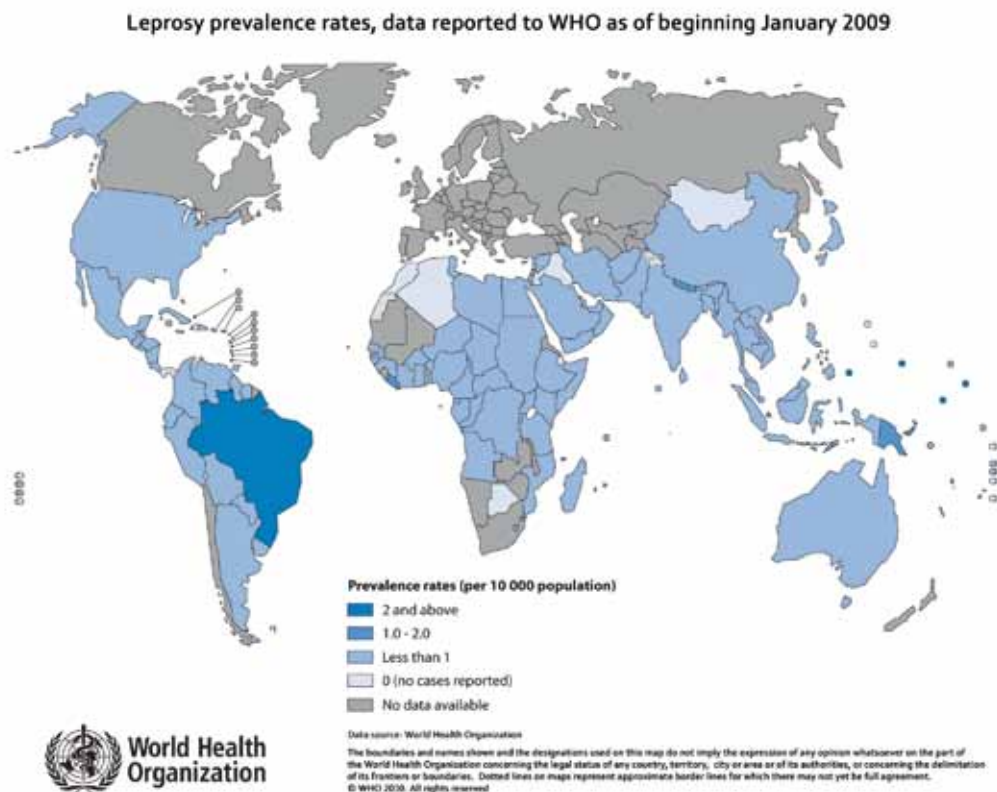 Leprosy prevalence rates, data reported to WHO as of beginning January 2009
Prevalence rates (per 10 000 population)
2 and above
1.0 - 2.0
Less than 1
0 (no cases reported)
No data available
World Health
Organization
Data source: World Health Organization
The boundaries and names shown and the designations used on this map do not imply the expression of any opinion whatsoever on the part of
the World Health Organization concerning the legal status of any country, territory, city or area or of its authorities, or concerning the delimitation
of its frontiers or boundaries. Dotted lines on maps represent approximate border lines for which there may not yet be full agreement.
© WHO 2010. All rights reserved